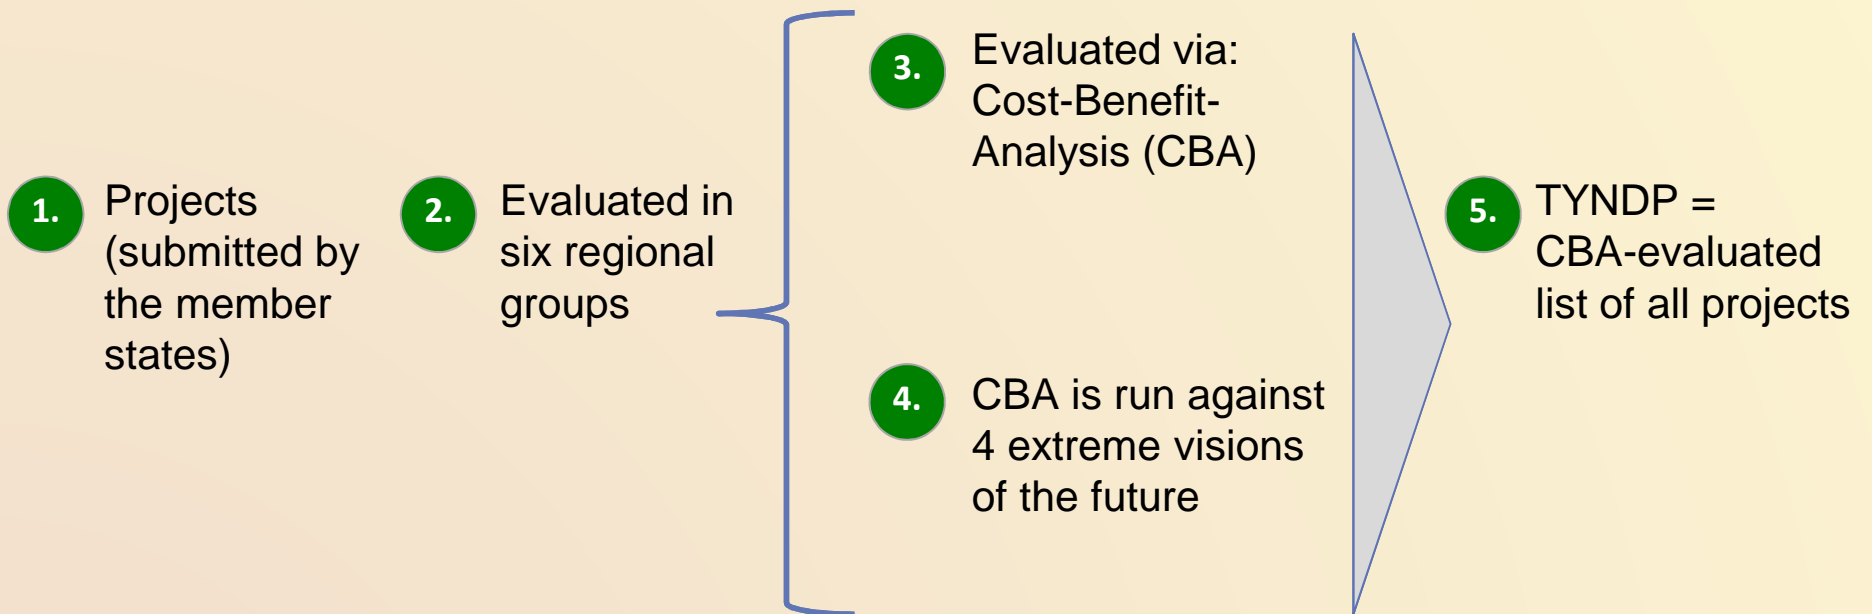 1.
Projects
(submitted by
the member
states)
2.
Evaluated in
six regional
groups
3.
Evaluated via:
Cost-Benefit-
Analysis (CBA)
4.
CBA is run against
4 extreme visions
of the future
5.
TYNDP =
CBA-evaluated
list of all projects